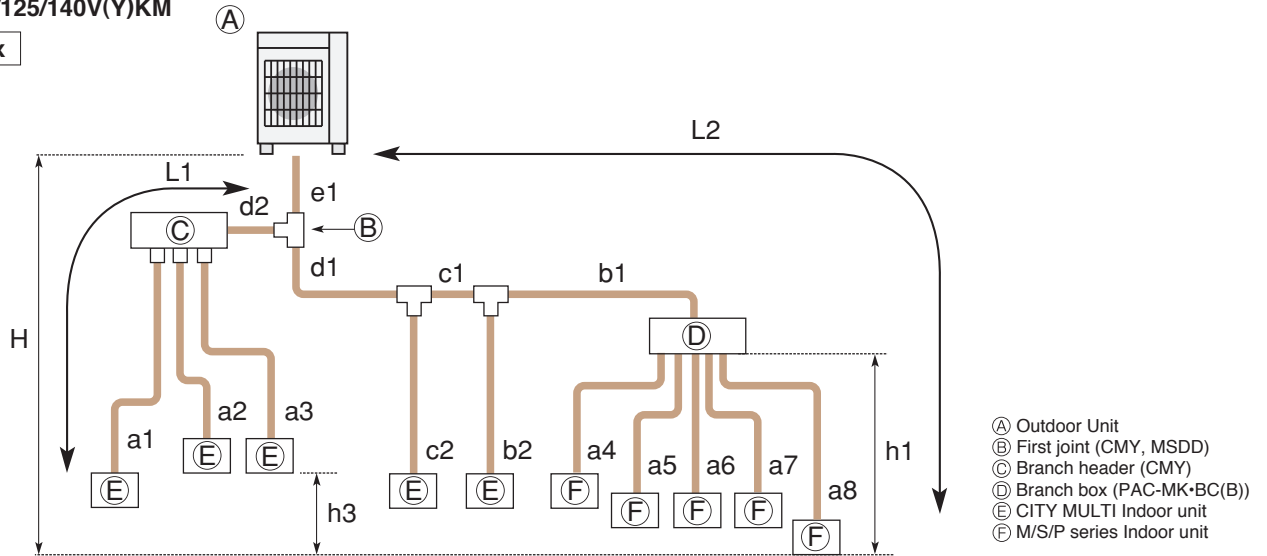 /125/140V(Y)KM
A
x
L2
L1
e1
d2
C
B
d1
c1
b1
H
D
a1
a2
a3
c2
b2
a4
a5
a6
a7
a8
h1
E
E
E
E
E
F
F
F
F
F
h3
Ⓐ Outdoor Unit
Ⓑ First joint (CMY, MSDD)
Ⓒ Branch header (CMY)
Ⓓ Branch box (PAC-MK•BC(B))
Ⓔ CITY MULTI Indoor unit
Ⓕ M/S/P series Indoor unit